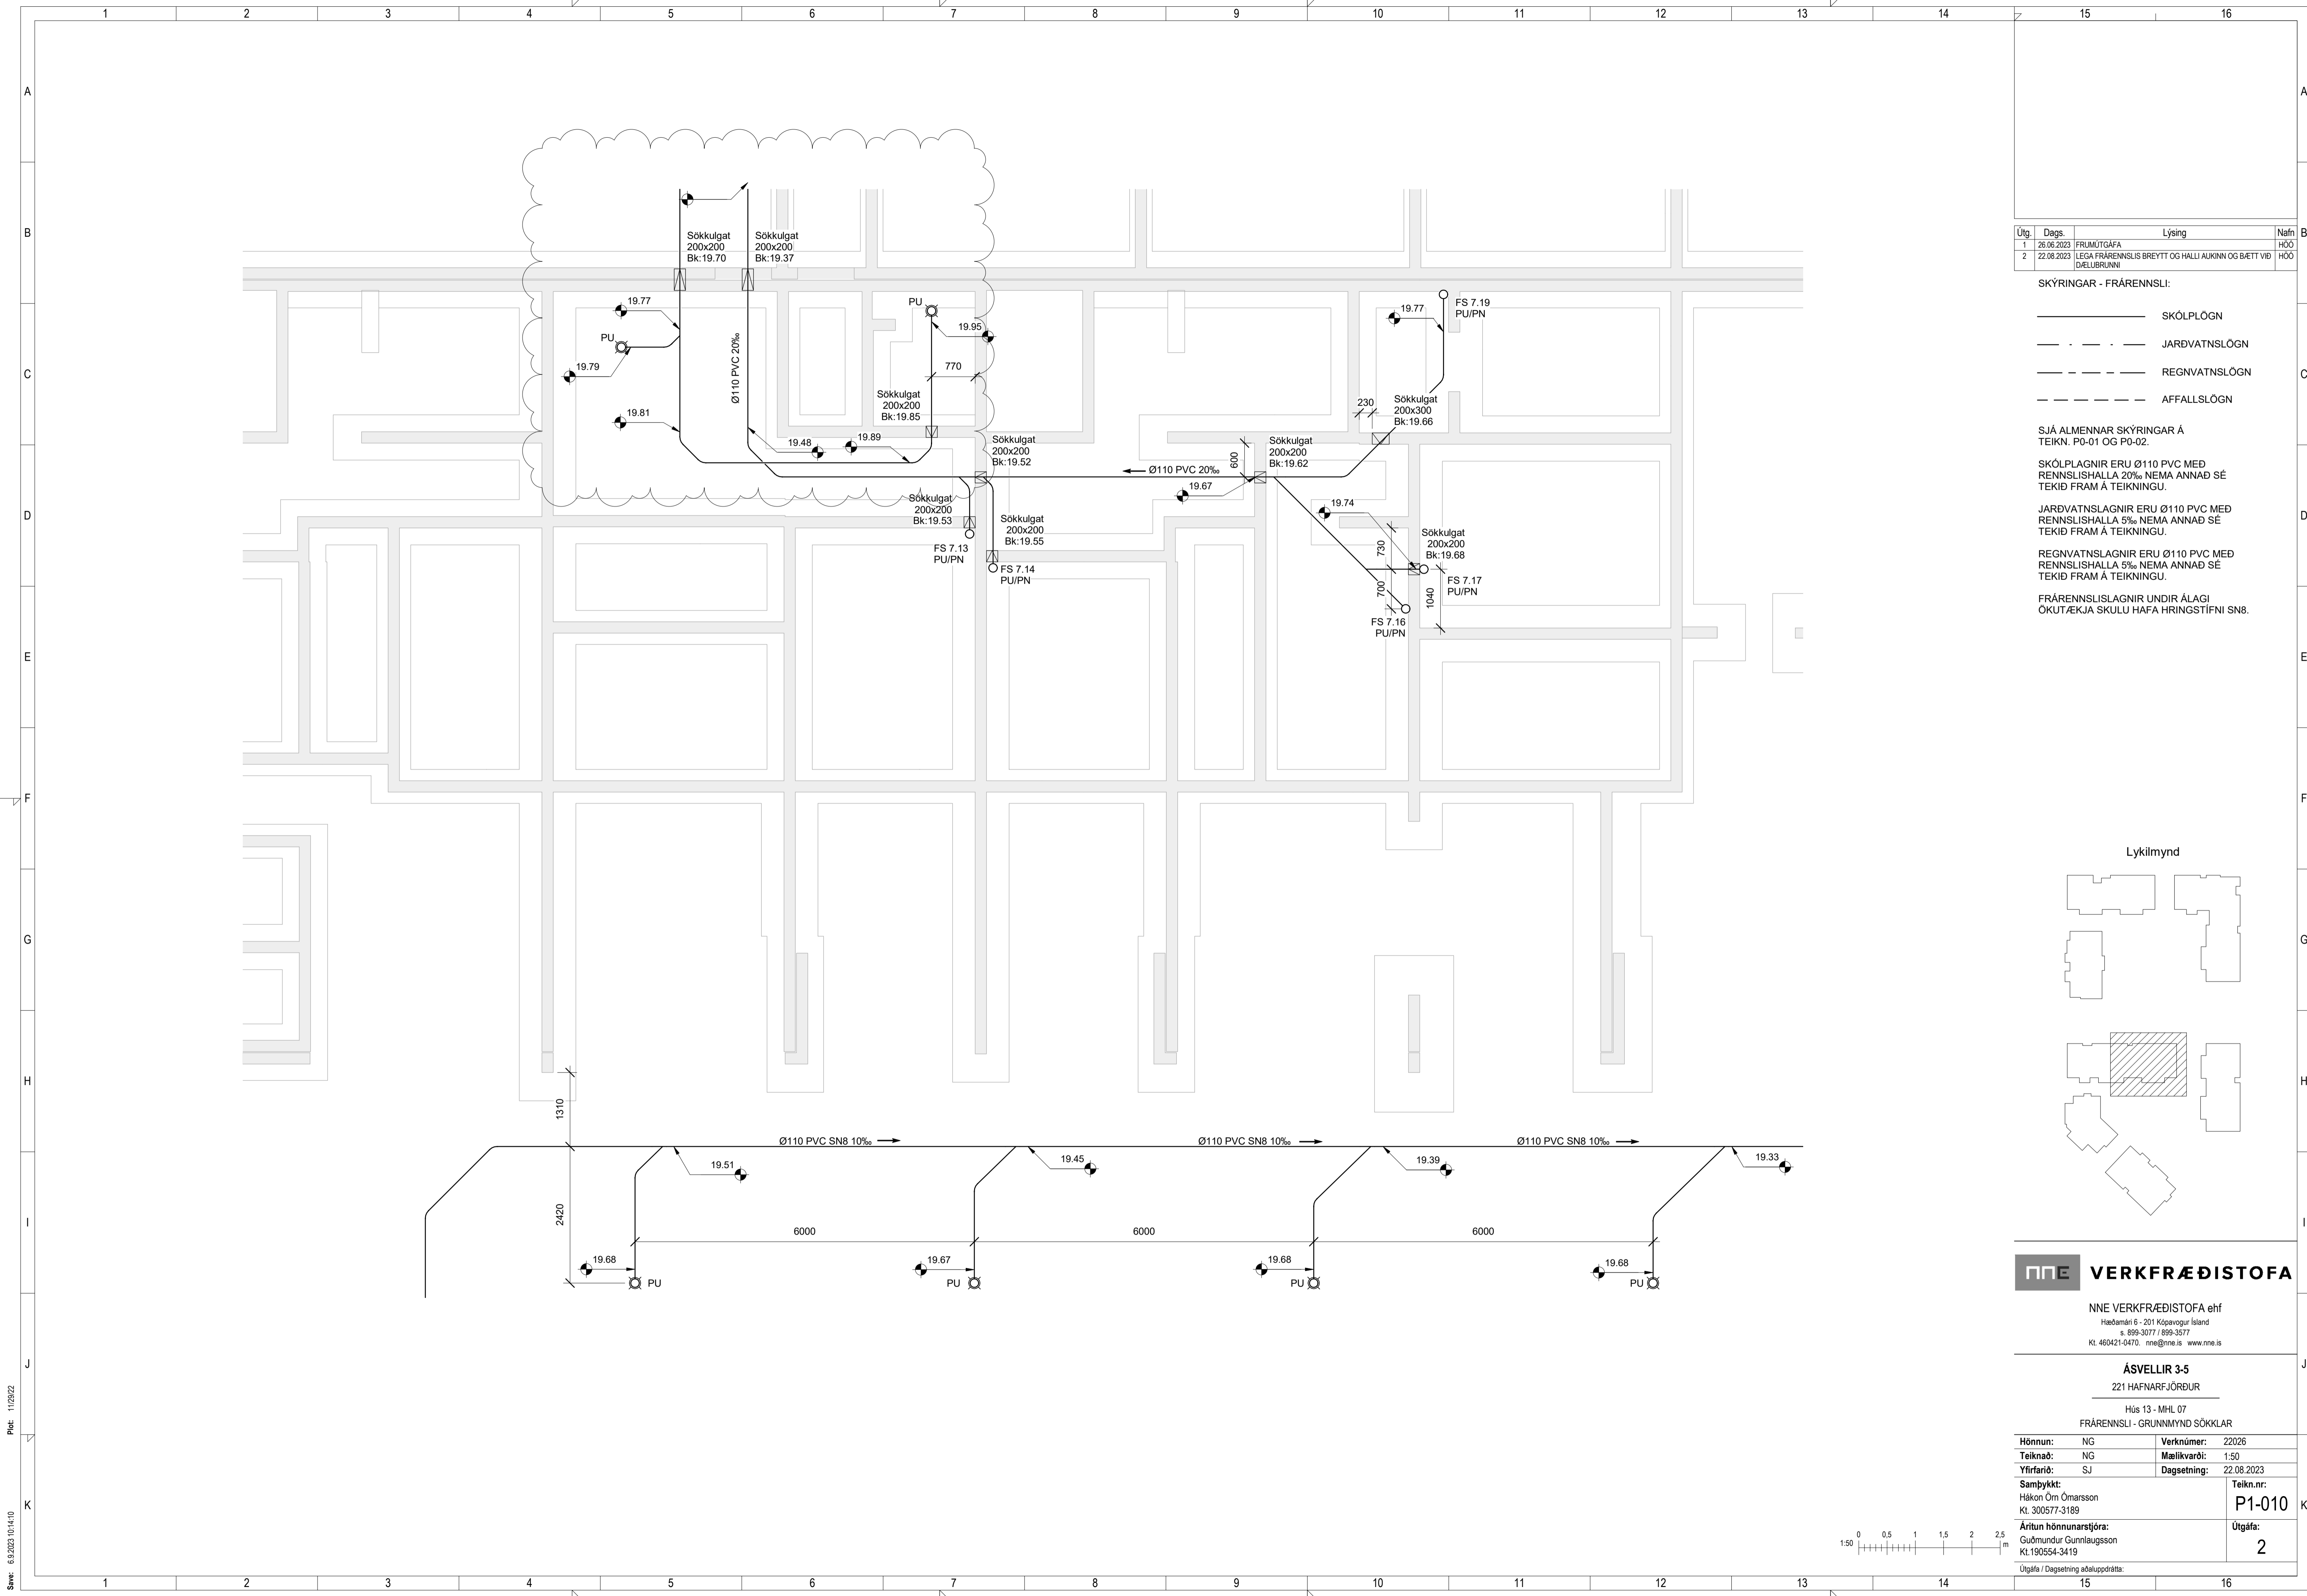 1 2 3 4 5 6 7 8 9 10 11 12 13 14 15 16
A
B
C
D
E
F
G
H
I
J
K
A
B
C
D
E
F
G
H
I
J
K
Sökkulgat
200x200
Bk:19.70
Sökkulgat
200x200
Bk:19.37
19.77
PU
19.79
19.81
Ø110 PVC 20‰
PU
19.95
770
Sökkulgat
200x200
Bk:19.85
19.48
19.89
Sökkulgat
200x200
Bk:19.52
Sökkulgat
200x200
Bk:19.53
FS 7.13
PU/PN
Sökkulgat
200x200
Bk:19.55
FS 7.14
PU/PN
Ø110 PVC 20‰
600
Sökkulgat
200x200
Bk:19.62
19.67
19.77
FS 7.19
PU/PN
230
Sökkulgat
200x300
Bk:19.66
19.74
730
Sökkulgat
200x200
Bk:19.68
FS 7.17
PU/PN
700
1040
FS 7.16
PU/PN
1310
Ø110 PVC SN8 10‰
Ø110 PVC SN8 10‰
Ø110 PVC SN8 10‰
19.51
19.45
19.39
19.33
2420
6000
6000
6000
19.68
PU
19.67
PU
19.68
PU
19.68
PU
Útg. Dags. Lýsing Nafn
1 26.06.2023 FRUMÚTGÁFA HÖÓ
2 22.08.2023 LEGA FRÁRENNSLIS BREYTT OG HALLI AUKINN OG BÆTT VIÐ HÖÓ
DÆLUBRUNNI
SKÝRINGAR - FRÁRENNSLI:
SKÓLPLÖGN
JARÐVATNSLÖGN
REGNVATNSLÖGN
AFFALLSLÖGN
SJÁ ALMENNAR SKÝRINGAR Á
TEIKN. P0-01 OG P0-02.
SKÓLPLAGNIR ERU Ø110 PVC MEÐ
RENNSLISHALLA 20‰ NEMA ANNAÐ SÉ
TEKIÐ FRAM Á TEIKNINGU.
JARÐVATNSLAGNIR ERU Ø110 PVC MEÐ
RENNSLISHALLA 5‰ NEMA ANNAÐ SÉ
TEKIÐ FRAM Á TEIKNINGU.
REGNVATNSLAGNIR ERU Ø110 PVC MEÐ
RENNSLISHALLA 5‰ NEMA ANNAÐ SÉ
TEKIÐ FRAM Á TEIKNINGU.
FRÁRENNSLISLAGNIR UNDIR ÁLAGI
ÖKUTÆKJA SKULU HAFA HRINGSTÍFNI SN8.
Lykilmynd
nne VERKFRÆÐISTOFA
NNE VERKFRÆÐISTOFA ehf
Hæðamári 6 - 201 Kópavogur Ísland
s. 899-3077 / 899-3577
Kt. 460421-0470. nne@nne.is www.nne.is
ÁSVELLIR 3-5
221 HAFNARFJÖRÐUR
Hús 13 - MHL 07
FRÁRENNSLI - GRUNNMYND SÖKKLAR
Hönnun: NG Verknúmer: 22026
Teiknað: NG Mælikvarði: 1:50
Yfirfarið: SJ Dagsetning: 22.08.2023
Samþykkt: Teikn.nr:
Hákon Örn Ómarsson
Kt. 300577-3189
P1-010
Áritun hönnunarstjóra: Útgáfa:
Guðmundur Gunnlaugsson
Kt.190554-3419
2
Útgáfa / Dagsetning aðaluppdrátta:
1:50 0 0,5 1 1,5 2 2,5 m
Plot: 11/29/22
Save: 6.9.2023 10:14:10
1 2 3 4 5 6 7 8 9 10 11 12 13 14 15 16